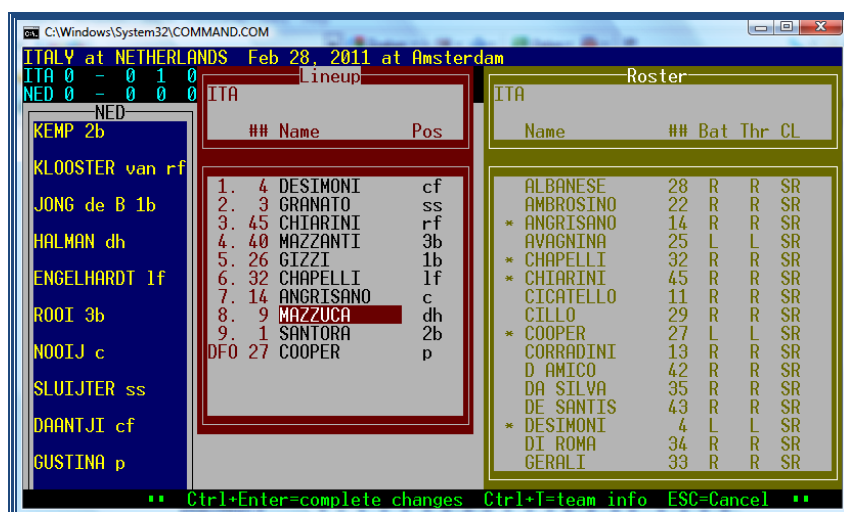 C:\Windows\System32\COMMAND.COM
ITALY at NETHERLANDS Feb 28, 2011 at Amsterdam
ITA 0 - 0 1 0
NED 0 - 0 0 0
NED
KEMP 2b
KLOOSTER van rf
JONG de B 1b
HALMAN dh
ENGELHARDT lf
ROOI 3b
NOOIJ c
SLUIJTER ss
DAANTJI cf
GUSTINA p
Lineup
ITA
## Name Pos
1. 4 DESIMONI cf
2. 3 GRANATO ss
3. 45 CHIARINI rf
4. 40 MAZZANTI 3b
5. 26 GIZZI 1b
6. 32 CHAPELLI lf
7. 14 ANGRISANO c
8. 9 MAZZUCA dh
9. 1 SANTORA 2b
DFO 27 COOPER p
Roster
ITA
Name ## Bat Thr CL
ALBANESE 28 R R SR
AMBROSINO 22 R R SR
* ANGRISANO 14 R R SR
AVAGNINA 25 L L SR
* CHAPELLI 32 R R SR
* CHIARINI 45 R R SR
CICATELLO 11 R R SR
CILLO 29 R R SR
* COOPER 27 L L SR
CORRADINI 13 R R SR
D AMICO 42 R R SR
DA SILVA 35 R R SR
DE SANTIS 43 R R SR
* DESIMONI 4 L L SR
DI ROMA 34 R R SR
GERALI 33 R R SR
Ctrl+Enter=complete changes Ctrl+T=team info ESC=Cancel